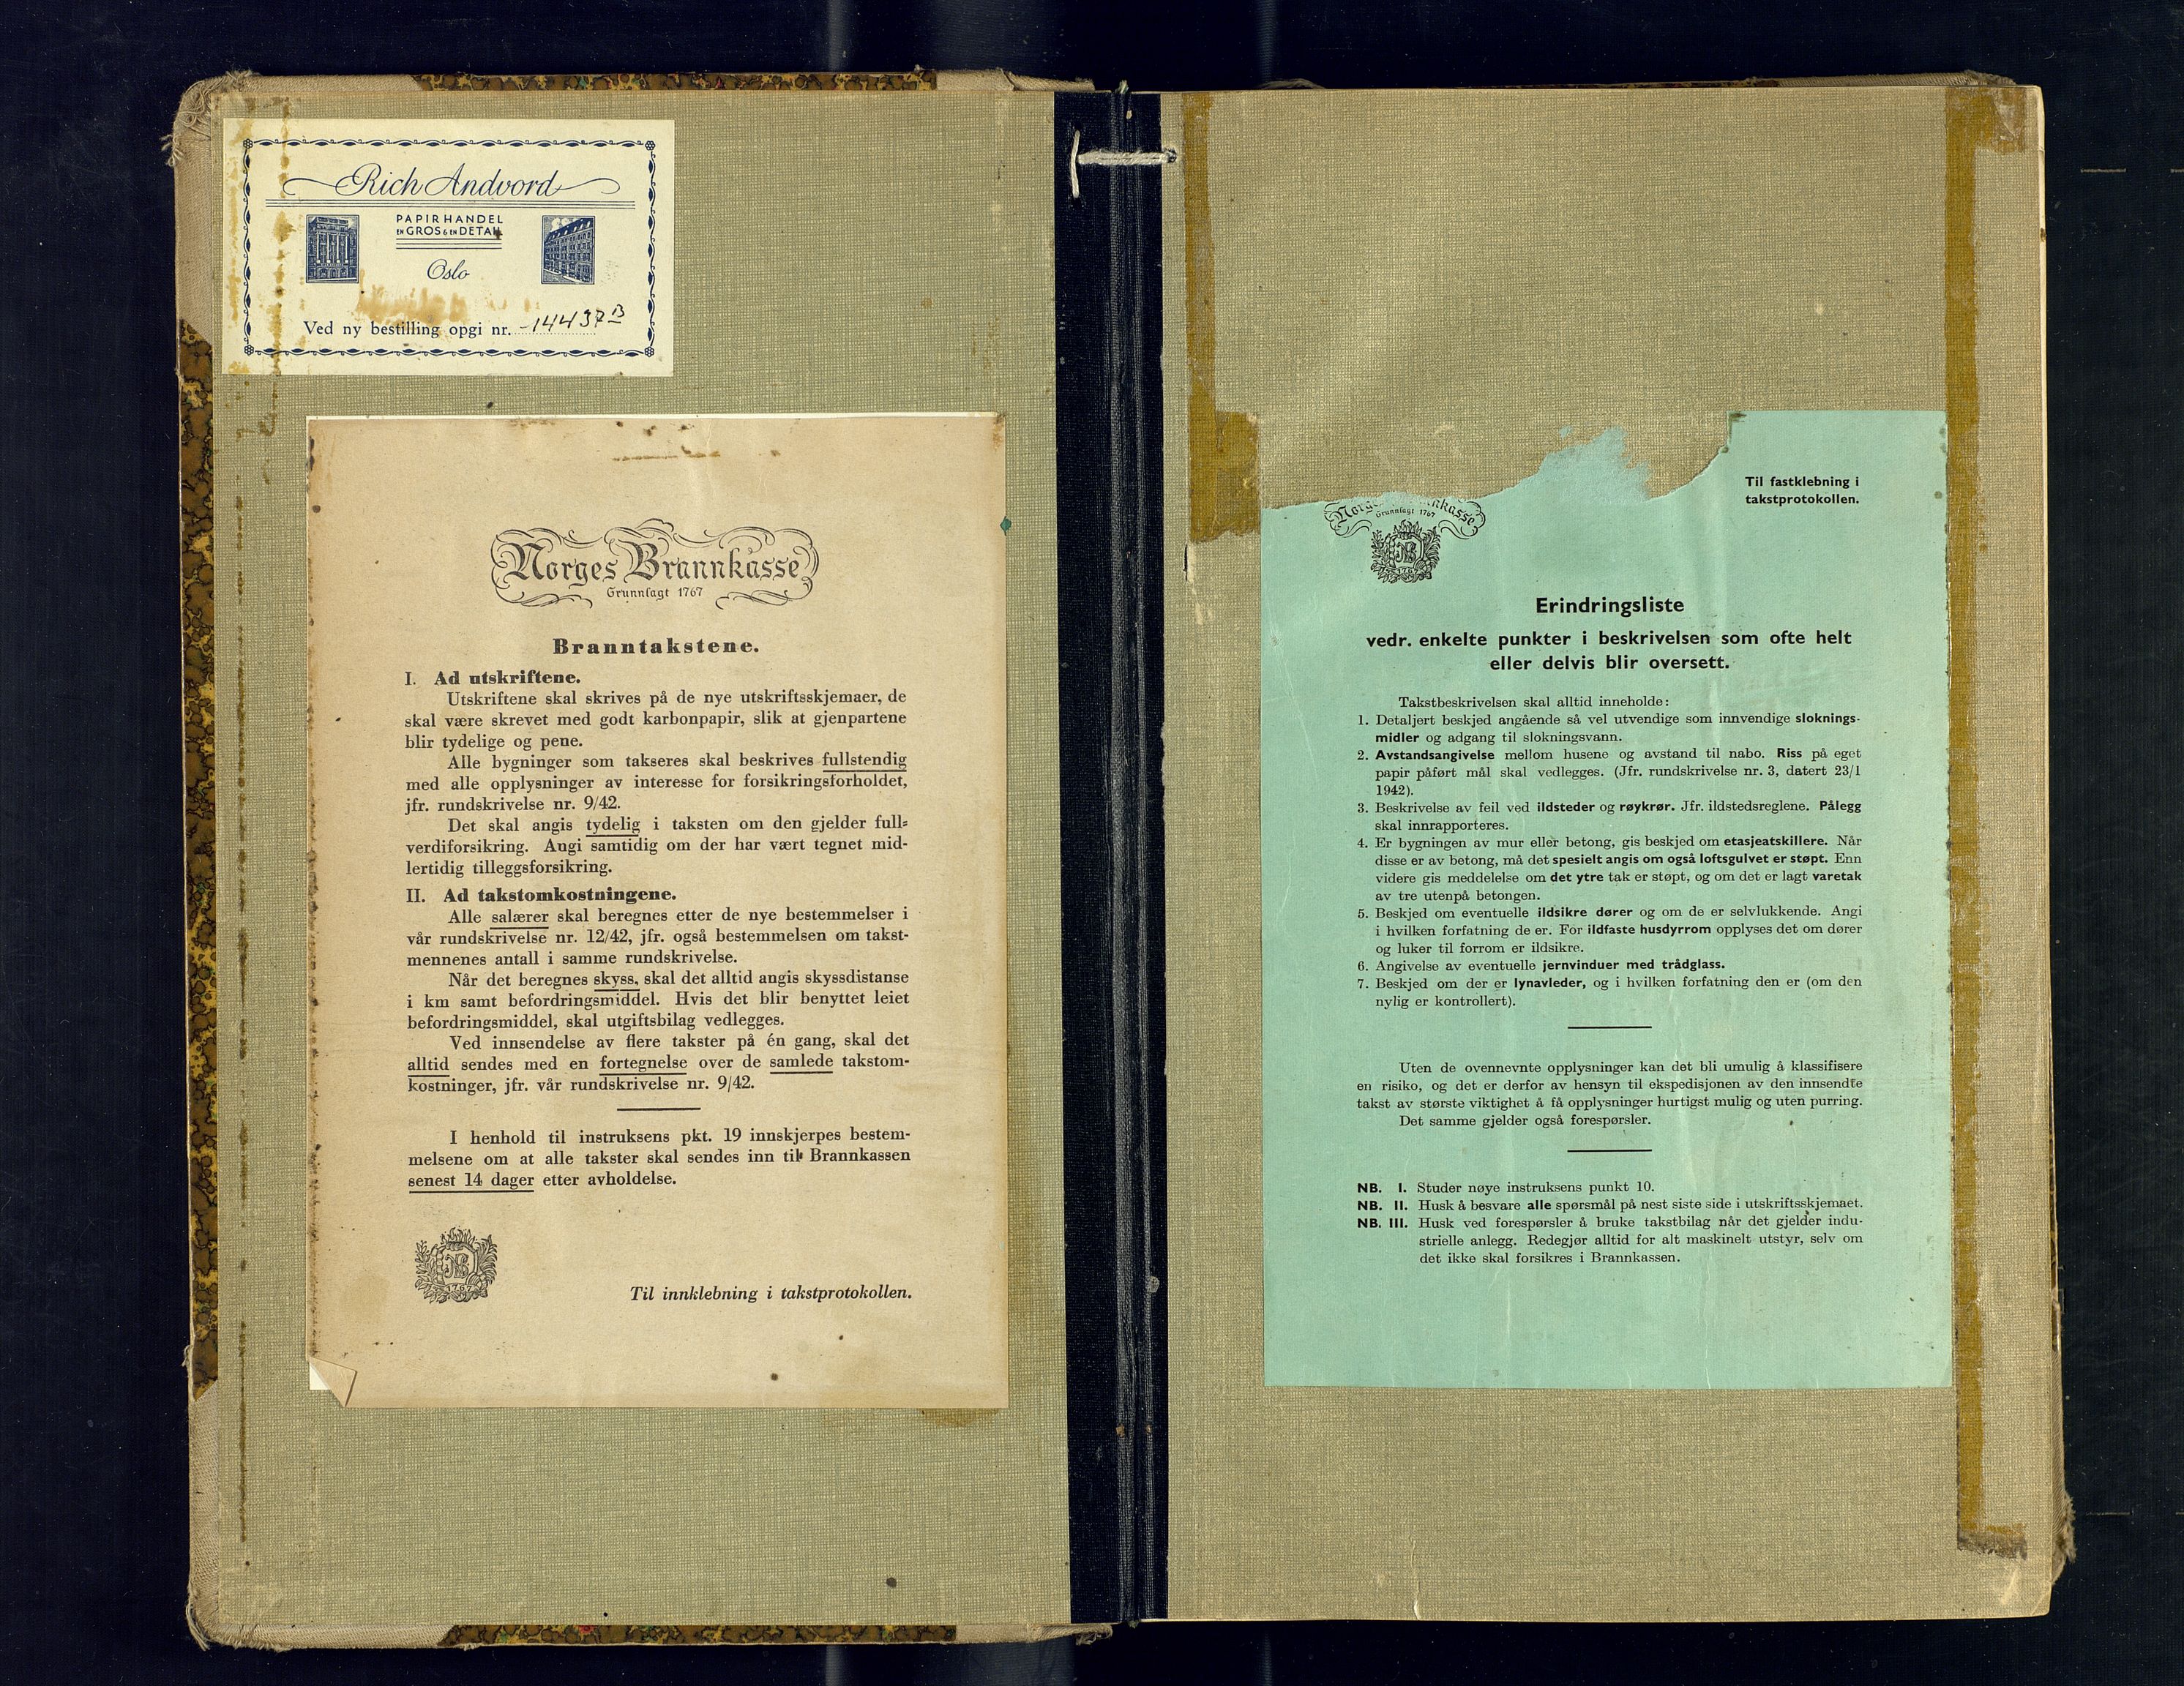 Rich Andvord
PAPIRHANDEL
EN GROS & EN DETAIL
Oslo
Ved ny bestilling opgi nr. 14437 B
Norges Brannkasse
Grunnlagt 1767
Branntakstene.
I. Ad utskriftene.
Utskriftene skal skrives på de nye utskriftsskjemaer, de
skal være skrevet med godt karbonpapir, slik at gjenpartene
blir tydelige og pene.
Alle bygninger som takseres skal beskrives fullstendig
med alle opplysninger av interesse for forsikringsforholdet,
jfr. rundskrivelse nr. 9/42.
Det skal angis tydelig i taksten om den gjelder full-
verdiforsikring. Angi samtidig om der har vært tegnet mid-
lertidig tilleggsforsikring.
II. Ad takstomkostningene.
Alle salærer skal beregnes etter de nye bestemmelser i
vår rundskrivelse nr. 12/42, jfr. også bestemmelsen om takst-
mennenes antall i samme rundskrivelse.
Når det beregnes skyss, skal det alltid angis skyssdistanse
i km samt befordringsmiddel. Hvis det blir benyttet leiet
befordringsmiddel, skal utgiftsbilag vedlegges.
Ved innsendelse av flere takster på én gang, skal det
alltid sendes med en fortegnelse over de samlede takstom-
kostninger, jfr. vår rundskrivelse nr. 9/42.
I henhold til instruksens pkt. 19 innskjerpes bestem-
melsene om at alle takster skal sendes inn til Brannkassen
senest 14 dager etter avholdelse.
NB
1767
Til innklebning i takstprotokollen.
Til fastklebning i
takstprotokollen.
Grunnlagt 1767
NB
1767
Erindringsliste
vedr. enkelte punkter i beskrivelsen som ofte helt
eller delvis blir oversett.
Takstbeskrivelsen skal alltid inneholde:
1. Detaljert beskjed angående så vel utvendige som innvendige sloknings-
midler og adgang til slokningsvann.
2. Avstandsangivelse mellom husene og avstand til nabo. Riss på eget
papir påført mål skal vedlegges. (Jfr. rundskrivelse nr. 3, datert 23/1
1942).
3. Beskrivelse av feil ved ildsteder og røykrør. Jfr. ildstedsreglene. Pålegg
skal innrapporteres.
4. Er bygningen av mur eller betong, gis beskjed om etasjeatskillere. Når
disse er av betong, må det spesielt angis om også loftsgulvet er støpt. Enn
videre gis meddelelse om det ytre tak er støpt, og om det er lagt varetak
av tre utenpå betongen.
5. Beskjed om eventuelle ildsikre dører og om de er selvlukkende. Angi
i hvilken forfatning de er. For ildfaste husdyrrom opplyses det om dører
og luker til forrom er ildsikre.
6. Angivelse av eventuelle jernvinduer med trådglass.
7. Beskjed om der er lynavleder, og i hvilken forfatning den er (om den
nylig er kontrollert).
Uten de ovennevnte opplysninger kan det bli umulig å klassifisere
en risiko, og det er derfor av hensyn til ekspedisjonen av den innsendte
takst av største viktighet å få opplysninger hurtigst mulig og uten purring.
Det samme gjelder også forespørsler.
NB. I. Studer nøye instruksens punkt 10.
NB. II. Husk å besvare alle spørsmål på nest siste side i utskriftsskjemaet.
NB. III. Husk ved forespørsler å bruke takstbilag når det gjelder indu-
strielle anlegg. Redegjør alltid for alt maskinelt utstyr, selv om
det ikke skal forsikres i Brannkassen.